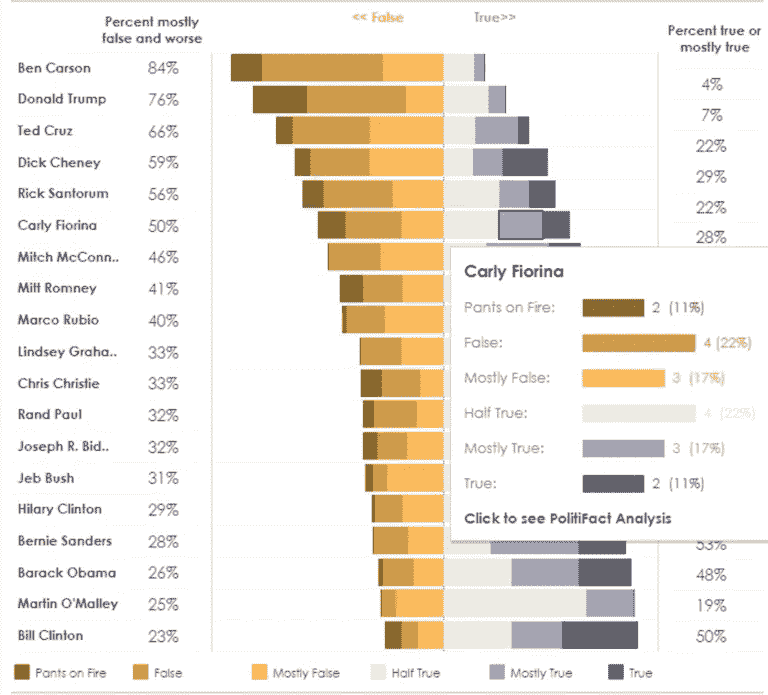 Percent mostly
false and worse
<< False
True>>
Percent true or
mostly true
Ben Carson 84%
4%
Donald Trump 76%
7%
Ted Cruz 66%
22%
Dick Cheney 59%
29%
Rick Santorum 56%
22%
Carly Fiorina 50%
28%
Mitch McConn.. 46%
Mitt Romney 41%
Marco Rubio 40%
Lindsey Graha.. 33%
Chris Christie 33%
Rand Paul 32%
Joseph R. Bid.. 32%
Jeb Bush 31%
Hilary Clinton 29%
Bernie Sanders 28%
53%
Barack Obama 26%
48%
Martin O'Malley 25%
19%
Bill Clinton 23%
50%
Carly Fiorina
Pants on Fire: 2 (11%)
False: 4 (22%)
Mostly False: 3 (17%)
Half True: 4 (22%)
Mostly True: 3 (17%)
True: 2 (11%)
Click to see PolitiFact Analysis
Pants on Fire False Mostly False Half True Mostly True True